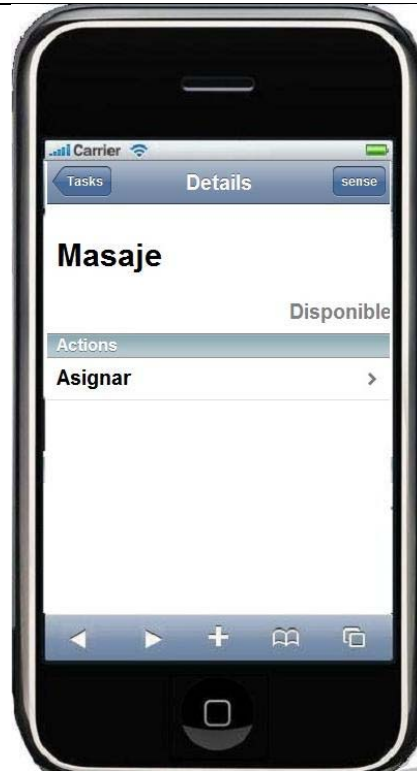 Carrier
Tasks Details sense
Masaje
Disponible
Actions
Asignar